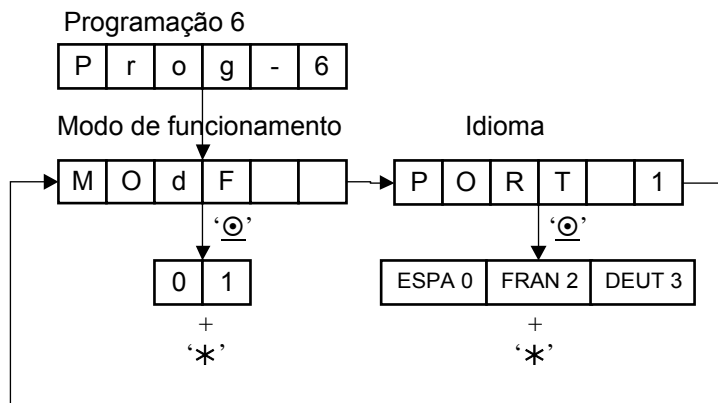 Programação 6
P r o g - 6
Modo de funcionamento Idioma
M O d F P O R T 1
‘⊙’ ‘⊙’
0 1 ESPA 0 FRAN 2 DEUT 3
+ +
‘*’ ‘*’